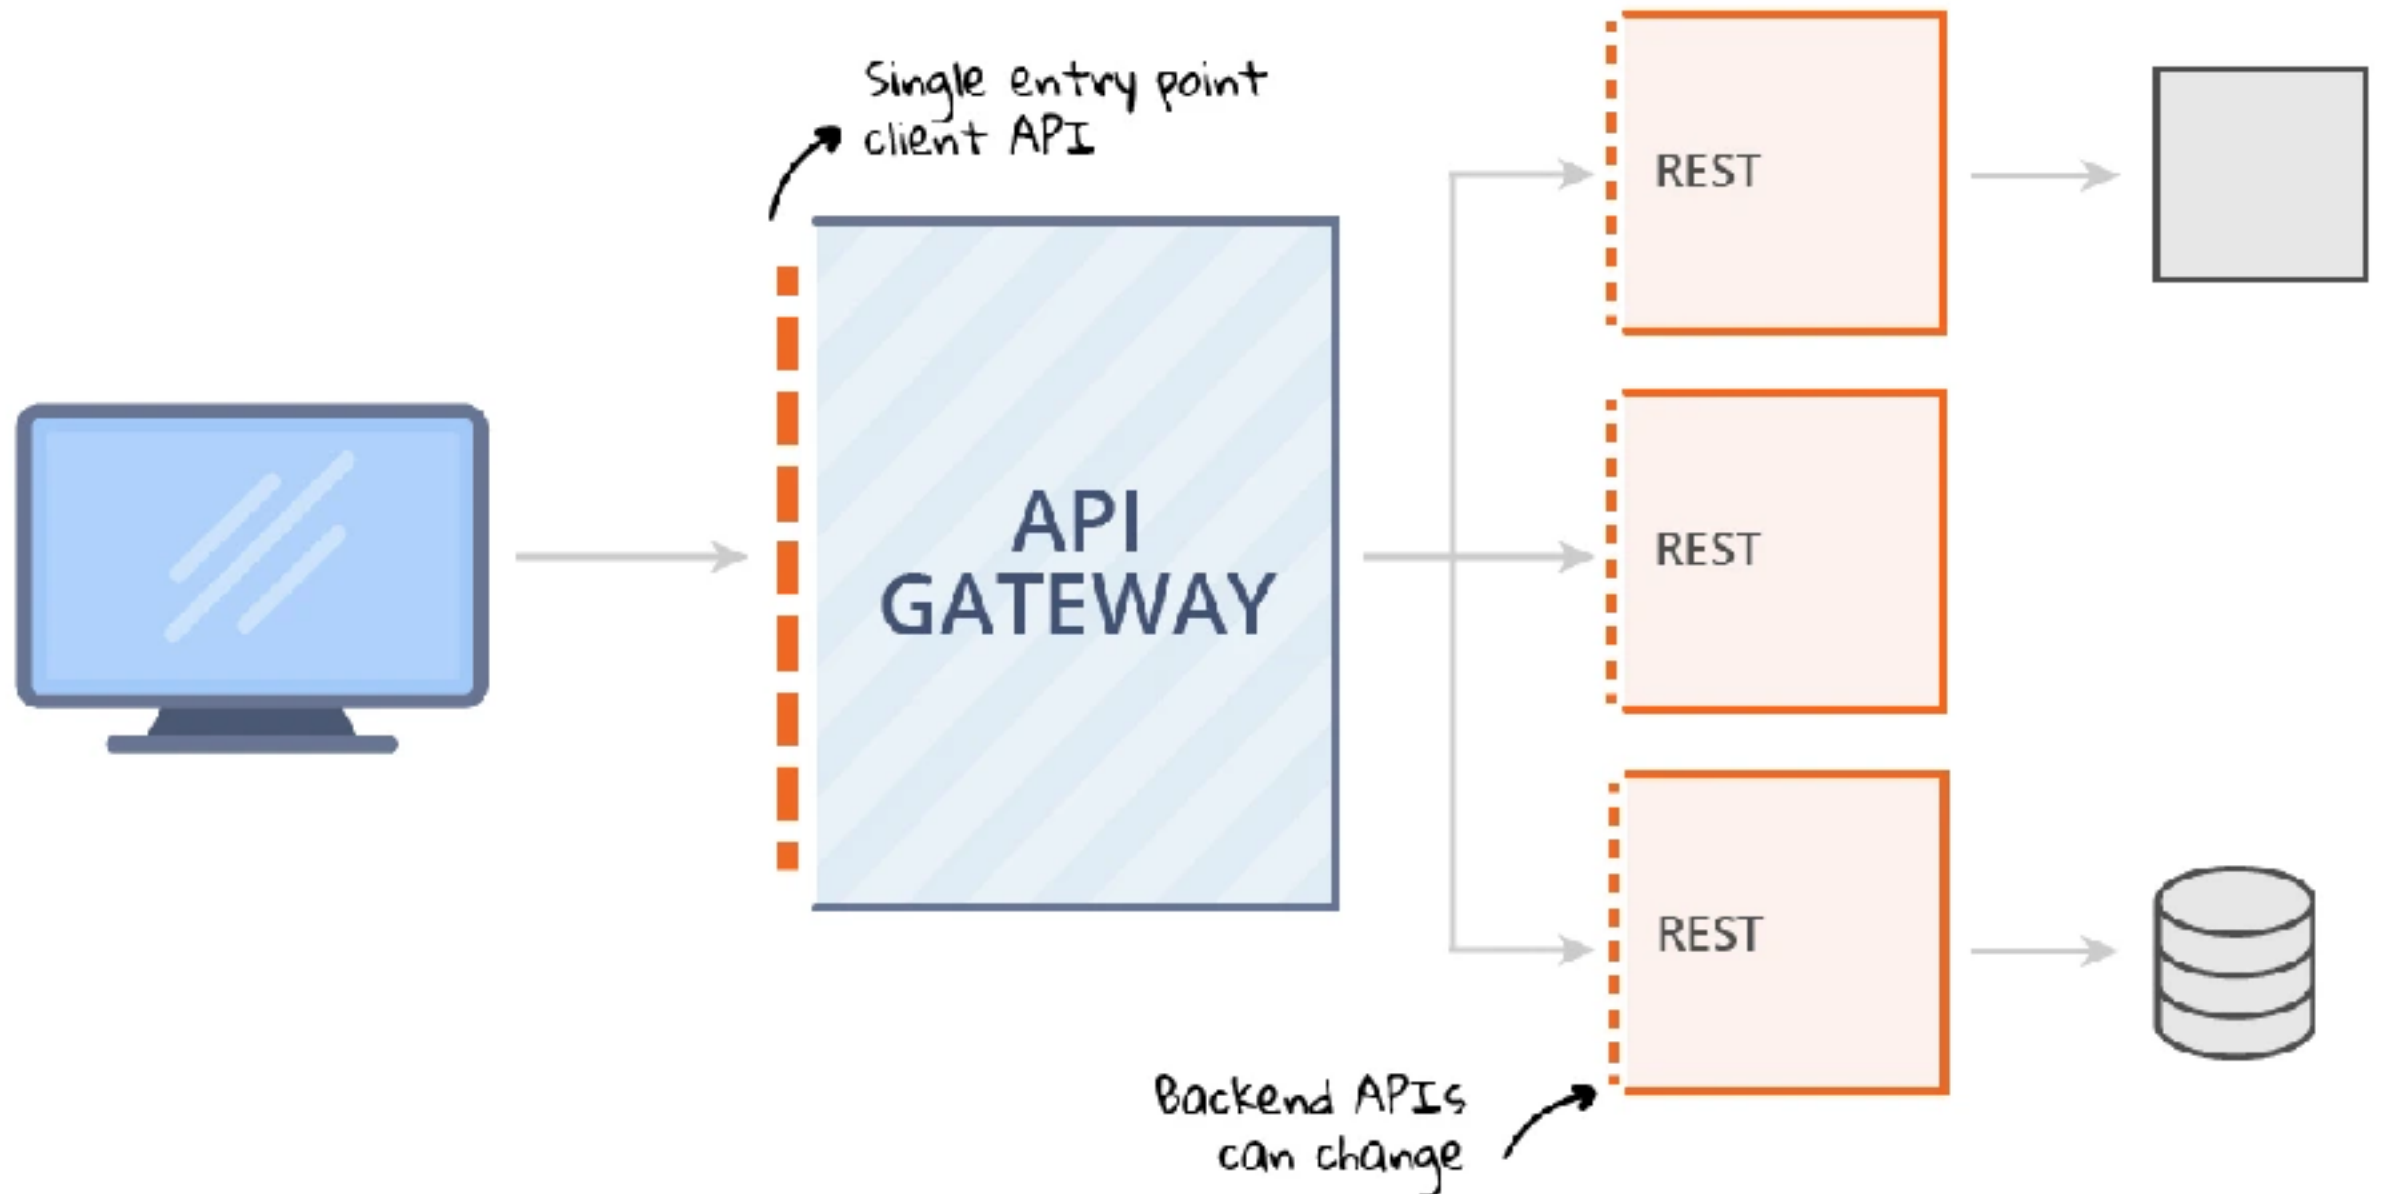 Single entry point
client API
API
GATEWAY
REST
REST
REST
Backend APIs
can change